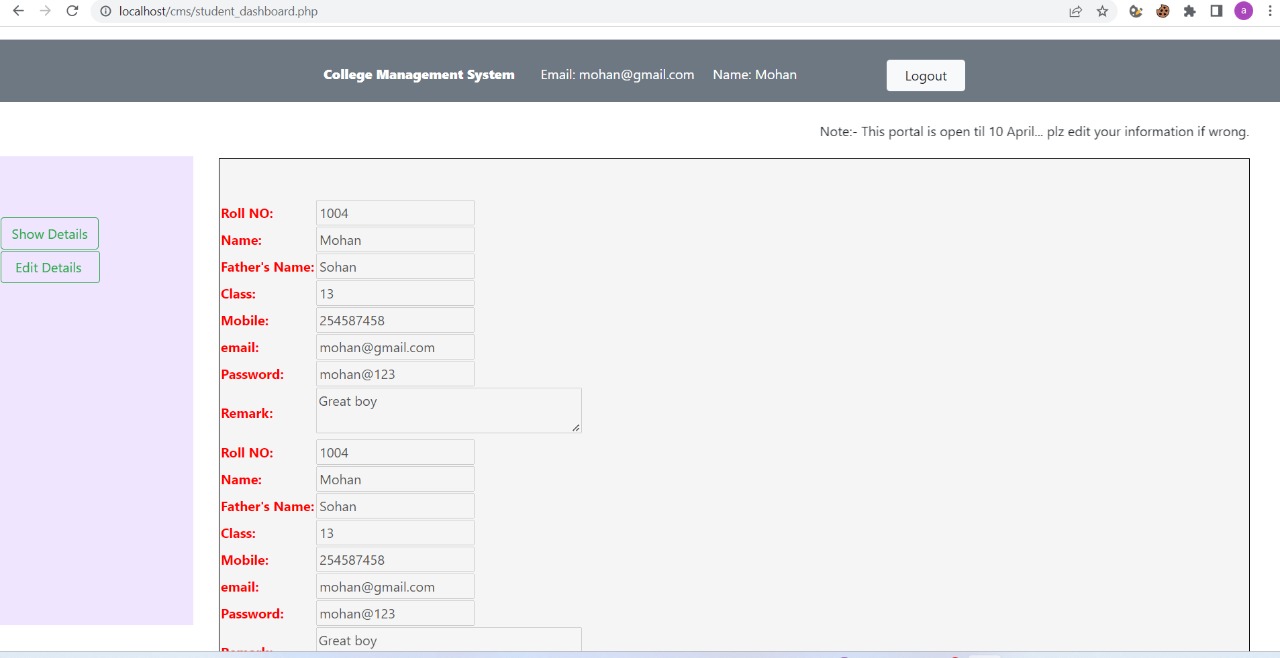 localhost/cms/student_dashboard.php
a
College Management System Email: mohan@gmail.com Name: Mohan Logout
Note:- This portal is open til 10 April... plz edit your information if wrong.
Show Details
Edit Details
Roll NO: 1004
Name: Mohan
Father's Name: Sohan
Class: 13
Mobile: 254587458
email: mohan@gmail.com
Password: mohan@123
Remark: Great boy
Roll NO: 1004
Name: Mohan
Father's Name: Sohan
Class: 13
Mobile: 254587458
email: mohan@gmail.com
Password: mohan@123
Great boy